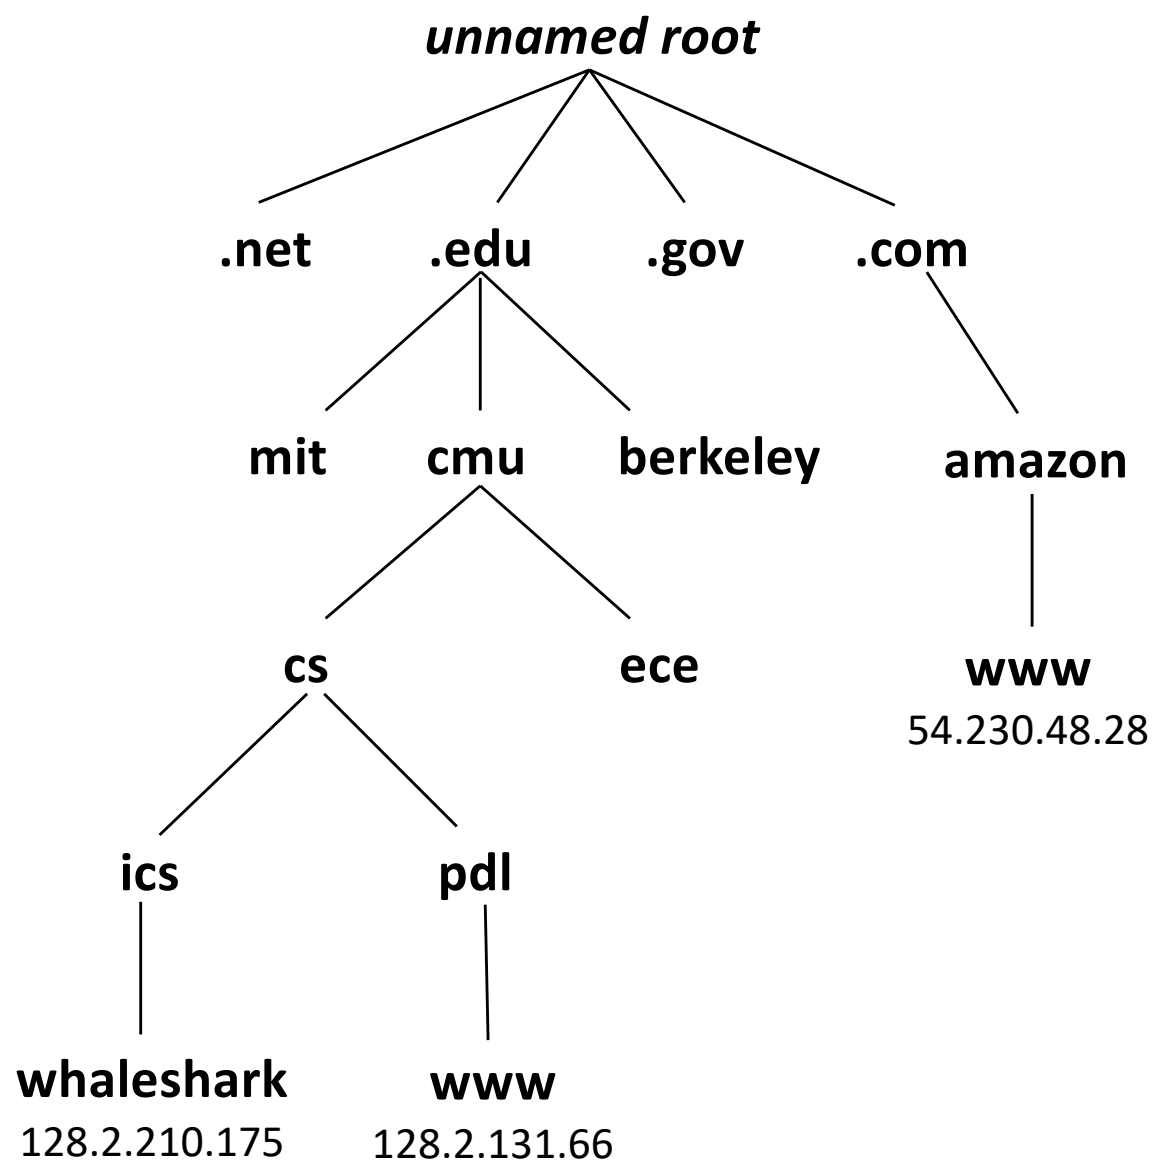 unnamed root
.net .edu .gov .com
mit cmu berkeley amazon
cs ece www
54.230.48.28
ics pdl
whaleshark www
128.2.210.175 128.2.131.66